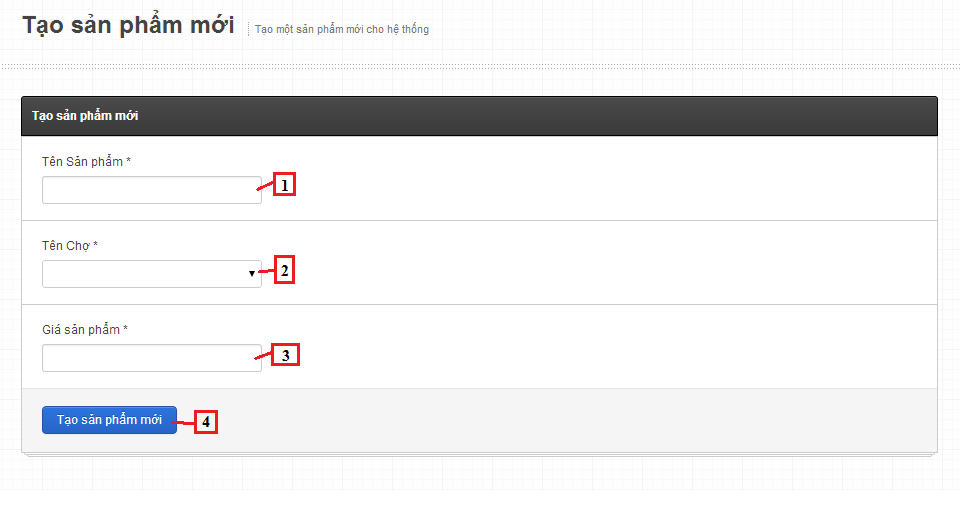 Tạo sản phẩm mới Tạo một sản phẩm mới cho hệ thống
Tạo sản phẩm mới
Tên Sản phẩm *
1
Tên Chợ *
2
Giá sản phẩm *
3
Tạo sản phẩm mới
4